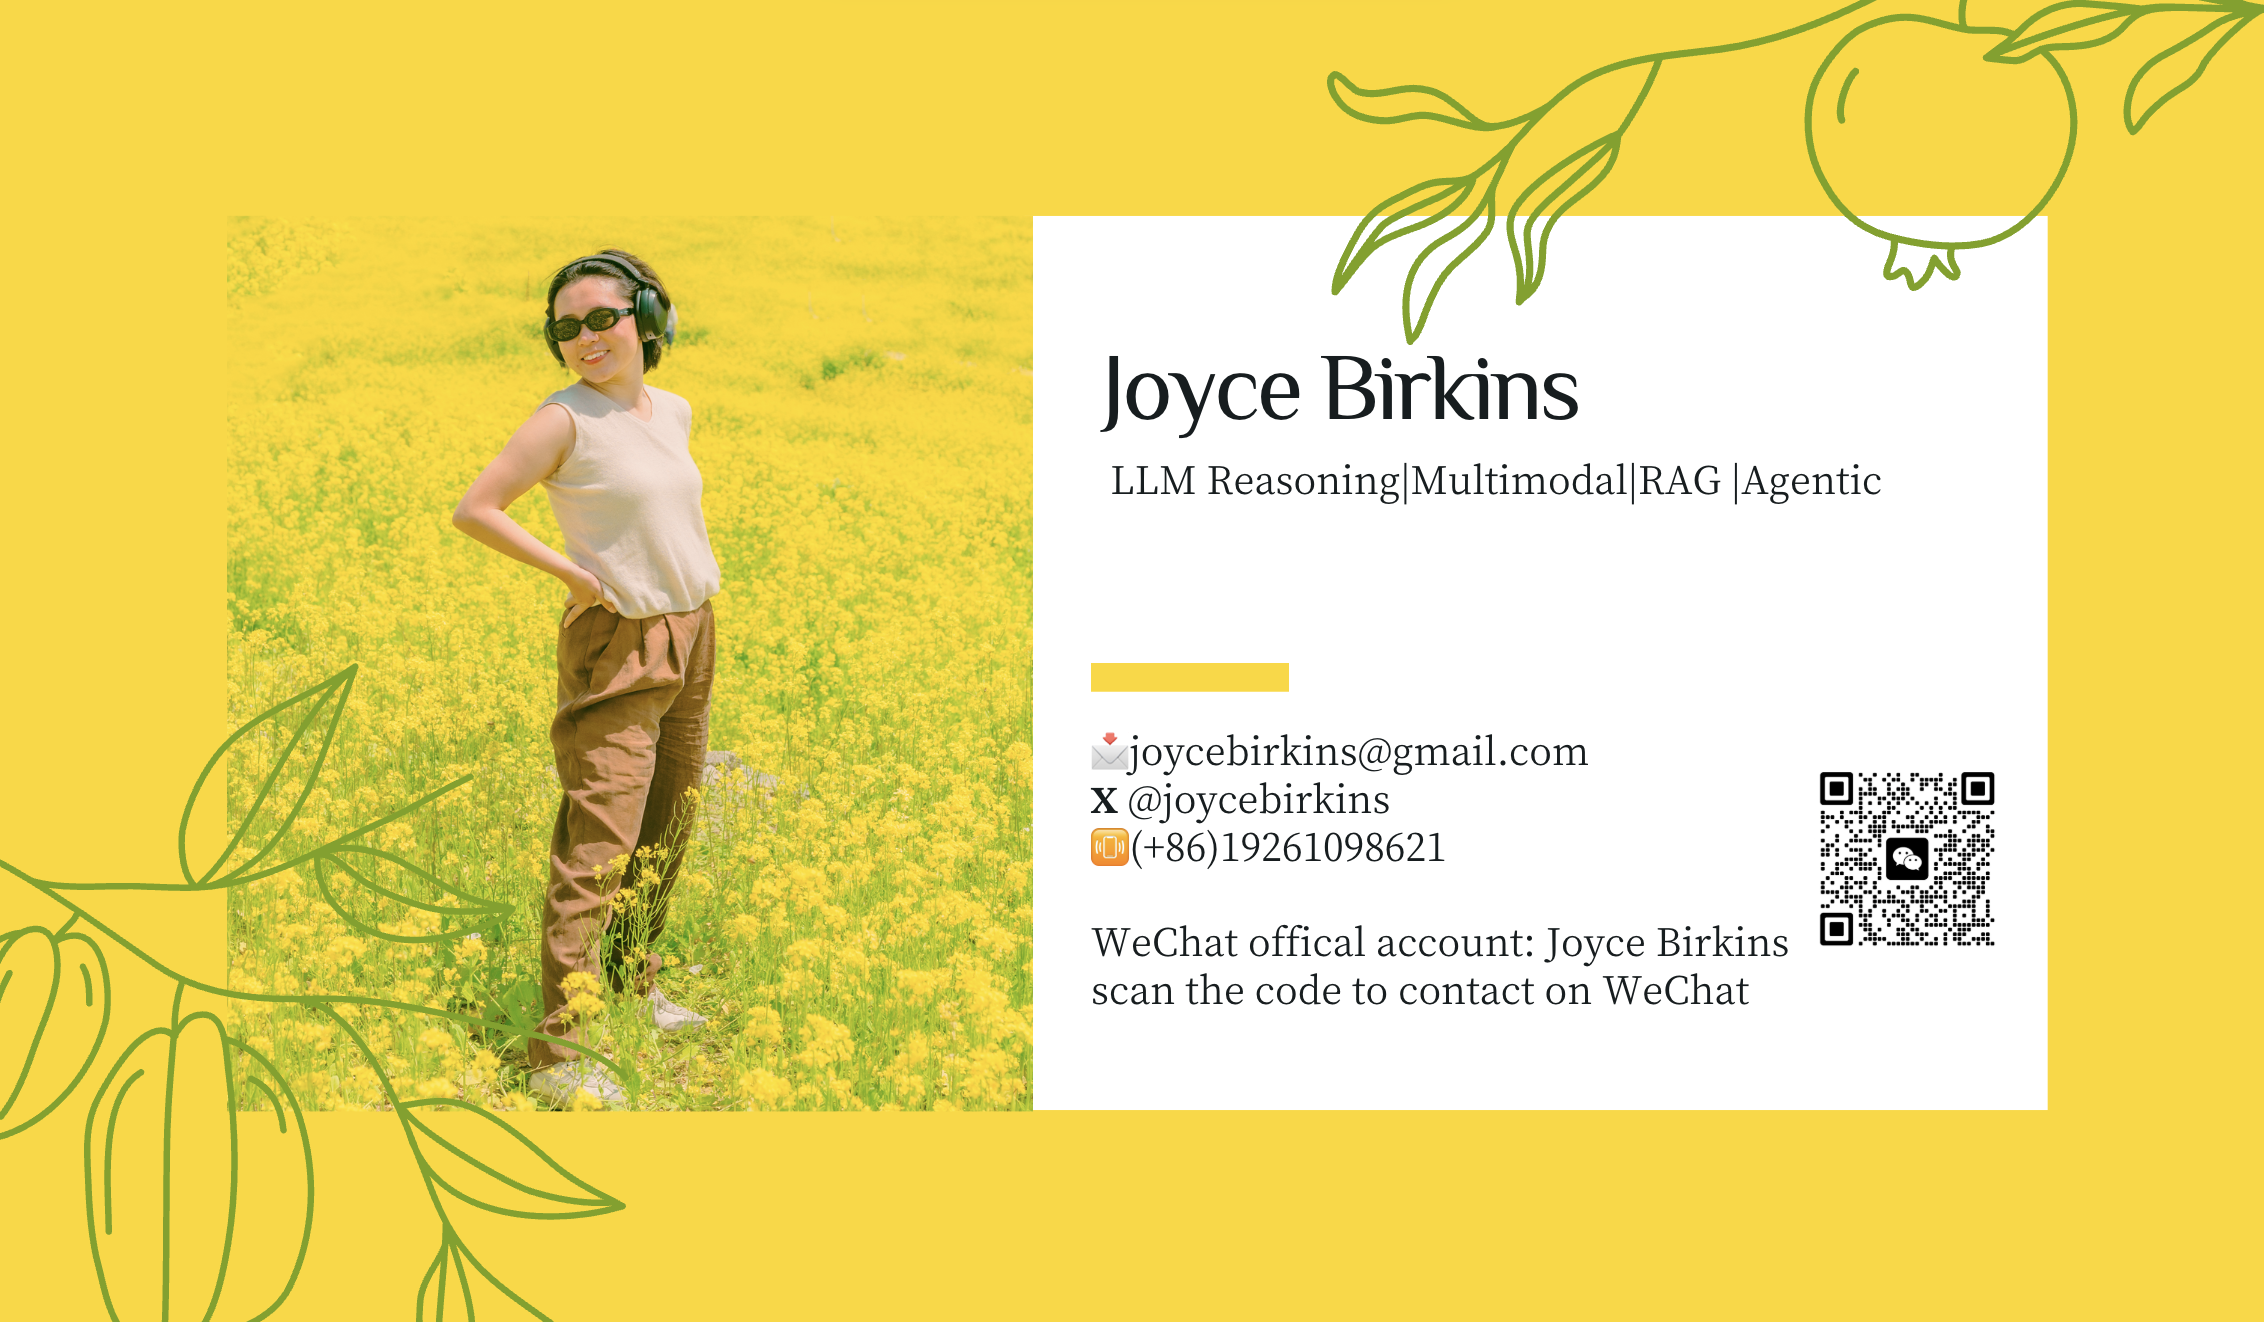 Joyce Birkins
LLM Reasoning|Multimodal|RAG |Agentic
📩joycebirkins@gmail.com
X @joycebirkins
📳(+86)19261098621
WeChat offical account: Joyce Birkins
scan the code to contact on WeChat